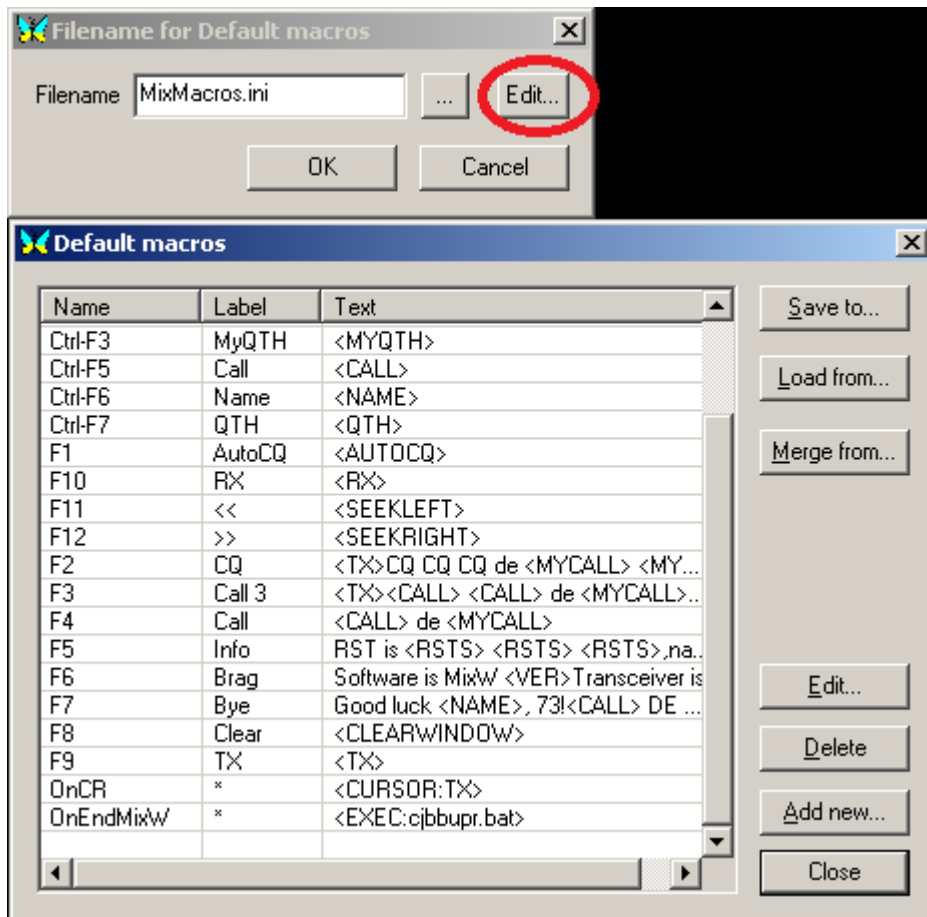 Filename for Default macros
Filename MixMacros.ini ... Edit...
OK Cancel
Default macros
Name Label Text
Ctrl-F3 MyQTH <MYQTH>
Ctrl-F5 Call <CALL>
Ctrl-F6 Name <NAME>
Ctrl-F7 QTH <QTH>
F1 AutoCQ <AUTOCQ>
F10 RX <RX>
F11 << <SEEKLEFT>
F12 >> <SEEKRIGHT>
F2 CQ <TX>CQ CQ CQ de <MYCALL> <MY...
F3 Call 3 <TX><CALL> <CALL> de <MYCALL>...
F4 Call <CALL> de <MYCALL>
F5 Info RST is <RSTS> <RSTS> <RSTS>,na...
F6 Brag Software is MixW <VER>Transceiver is
F7 Bye Good luck <NAME>, 73!<CALL> DE ...
F8 Clear <CLEARWINDOW>
F9 TX <TX>
OnCR * <CURSOR:TX>
OnEndMixW * <EXEC:cjbbupr.bat>
Save to...
Load from...
Merge from...
Edit...
Delete
Add new...
Close